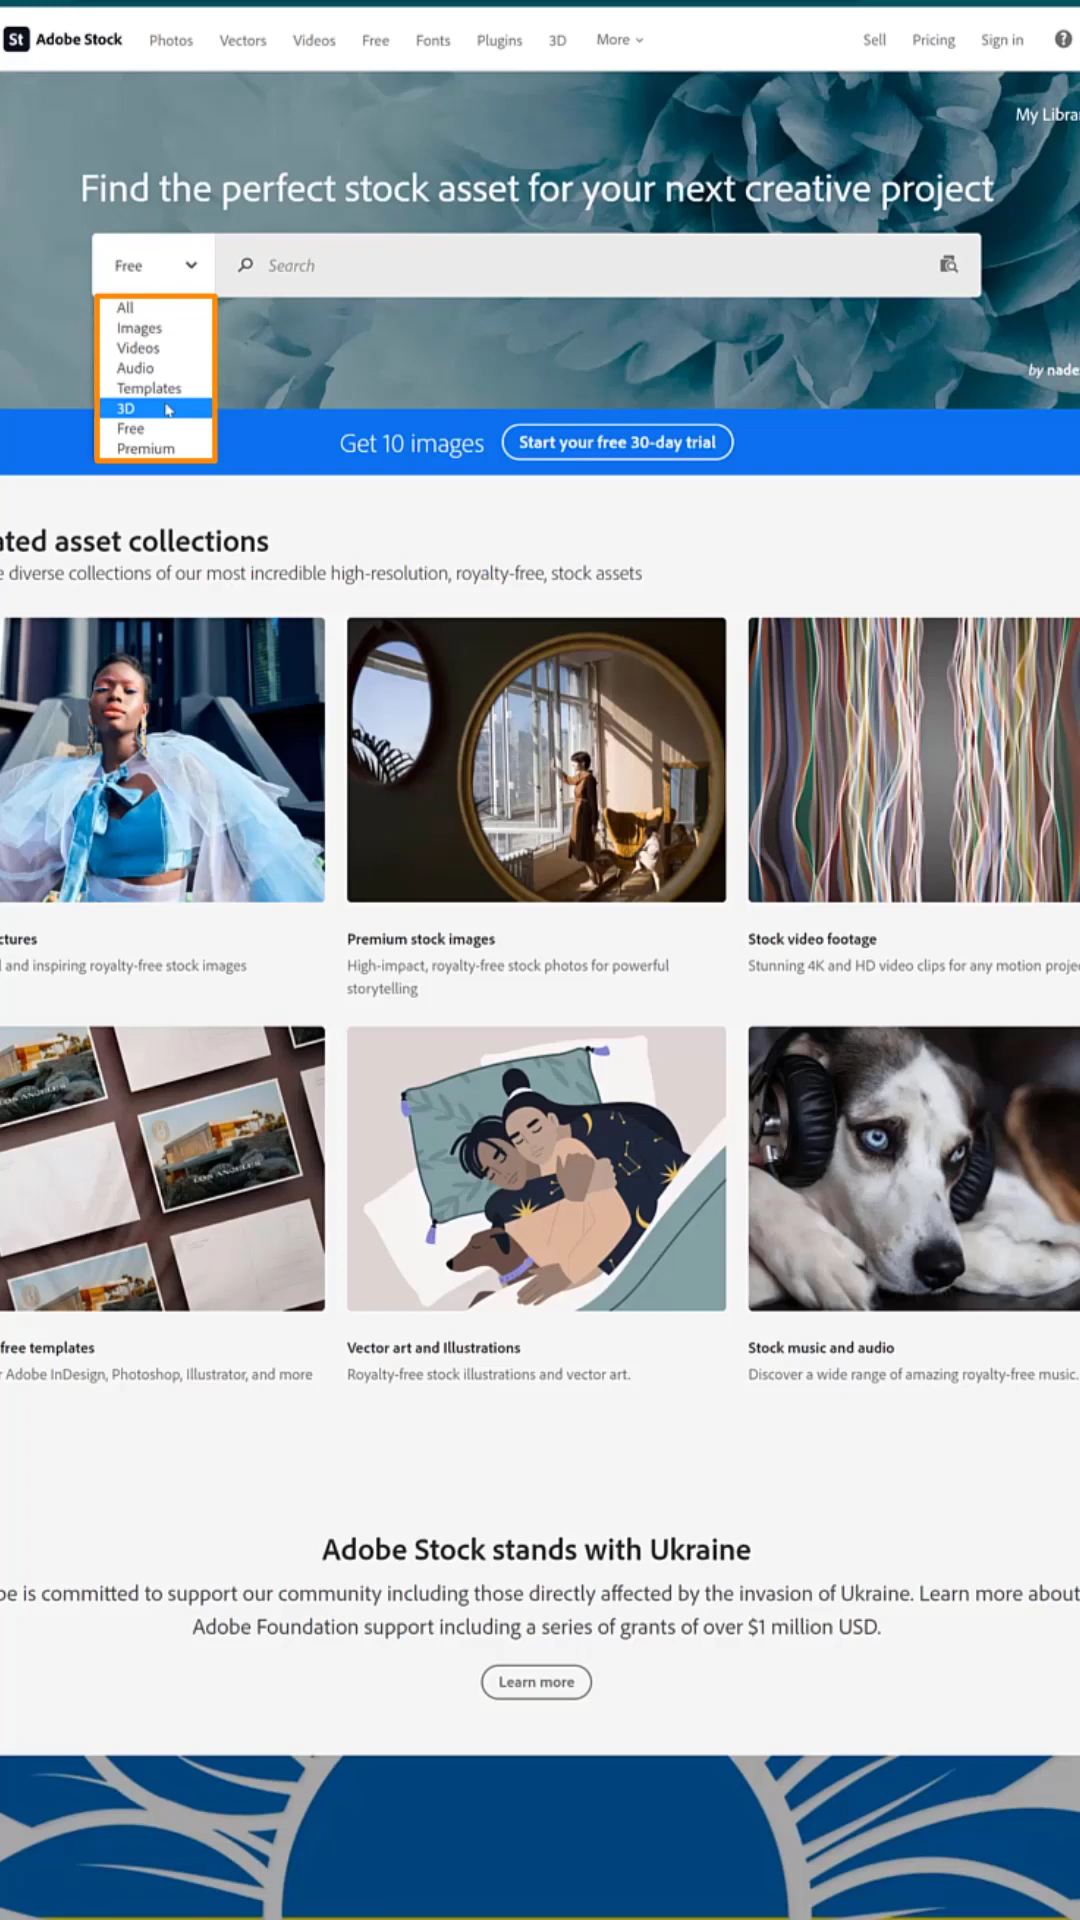 St Adobe Stock Photos Vectors Videos Free Fonts Plugins 3D More Sell Pricing Sign in ?
My Librar
Find the perfect stock asset for your next creative project
Free Search
All
Images
Videos
Audio
Templates
3D
Free
Premium
by nade
Get 10 images Start your free 30-day trial
ated asset collections
e diverse collections of our most incredible high-resolution, royalty-free, stock assets
ctures
l and inspiring royalty-free stock images
Premium stock images
High-impact, royalty-free stock photos for powerful
storytelling
Stock video footage
Stunning 4K and HD video clips for any motion proje
LOS ANGELES
LOS ANGELES
free templates
r Adobe InDesign, Photoshop, Illustrator, and more
Vector art and Illustrations
Royalty-free stock illustrations and vector art.
Stock music and audio
Discover a wide range of amazing royalty-free music.
Adobe Stock stands with Ukraine
be is committed to support our community including those directly affected by the invasion of Ukraine. Learn more about
Adobe Foundation support including a series of grants of over $1 million USD.
Learn more